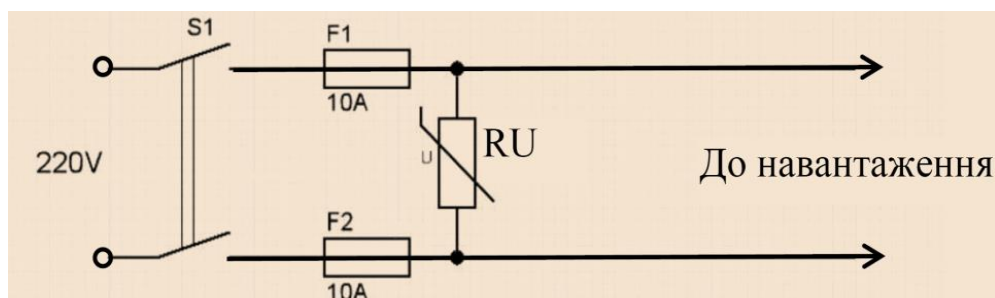 S1
F1
10A
220V
U
RU
До навантаження
F2
10A